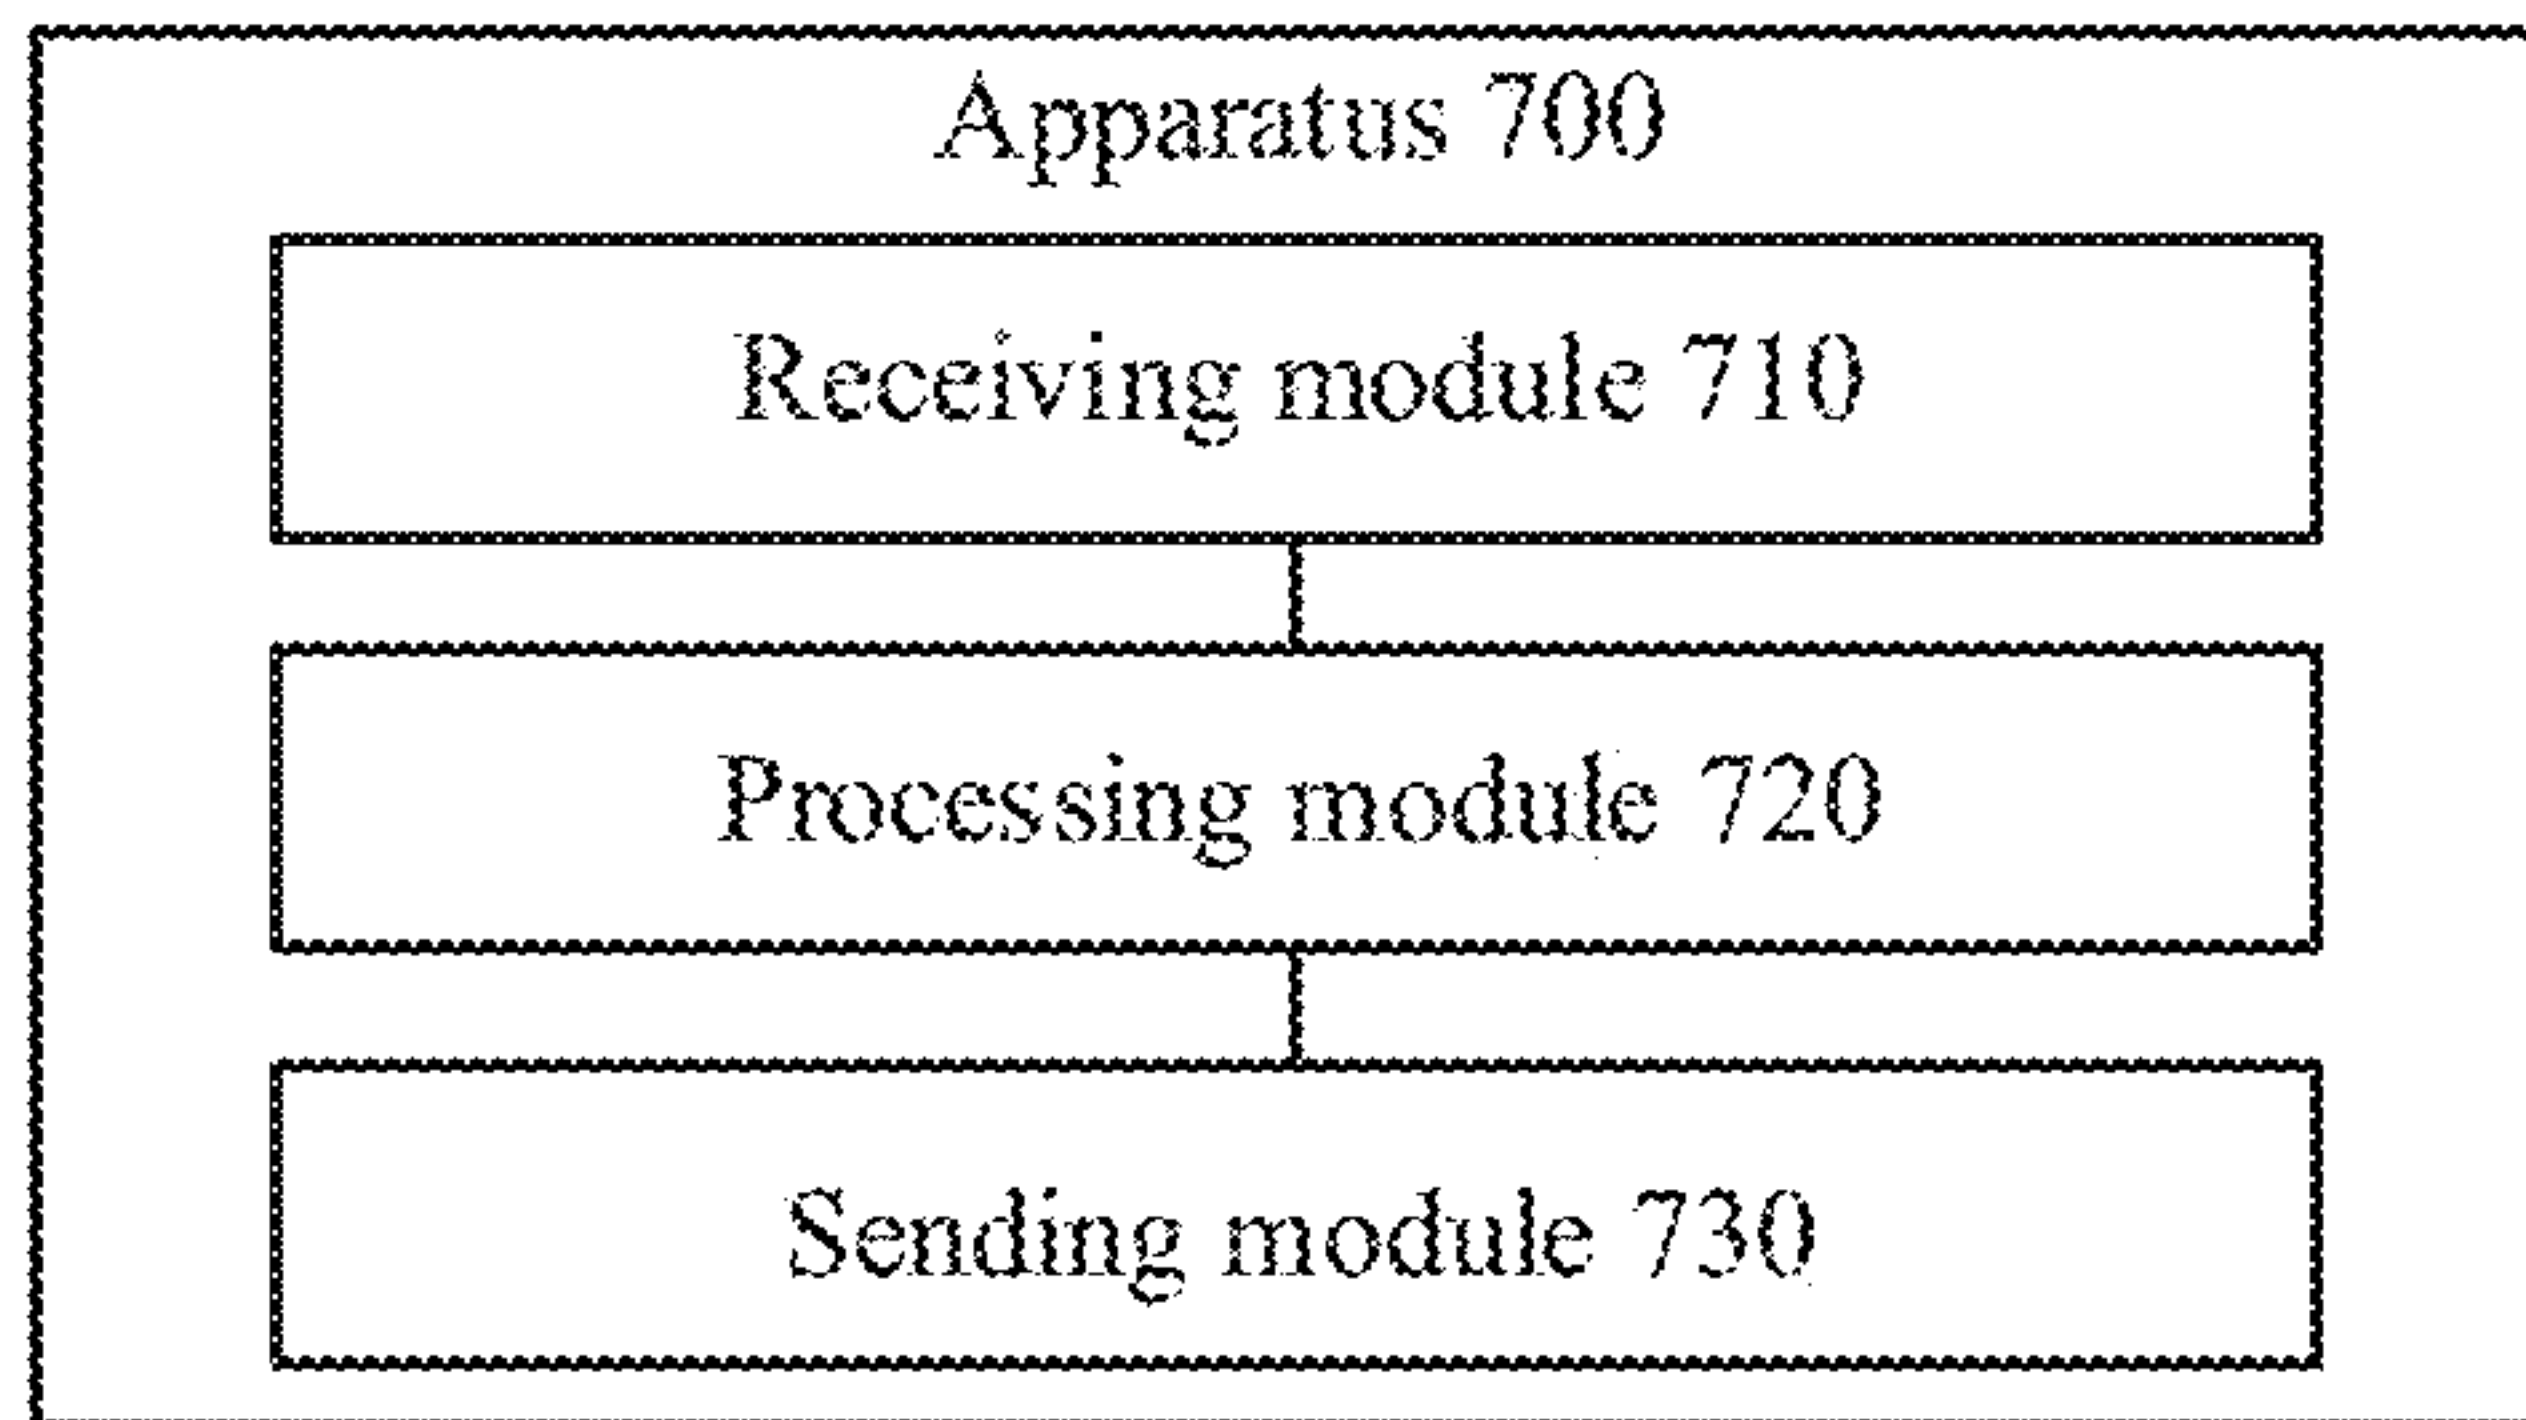 Apparatus 700
Receiving module 710
Processing module 720
Sending module 730